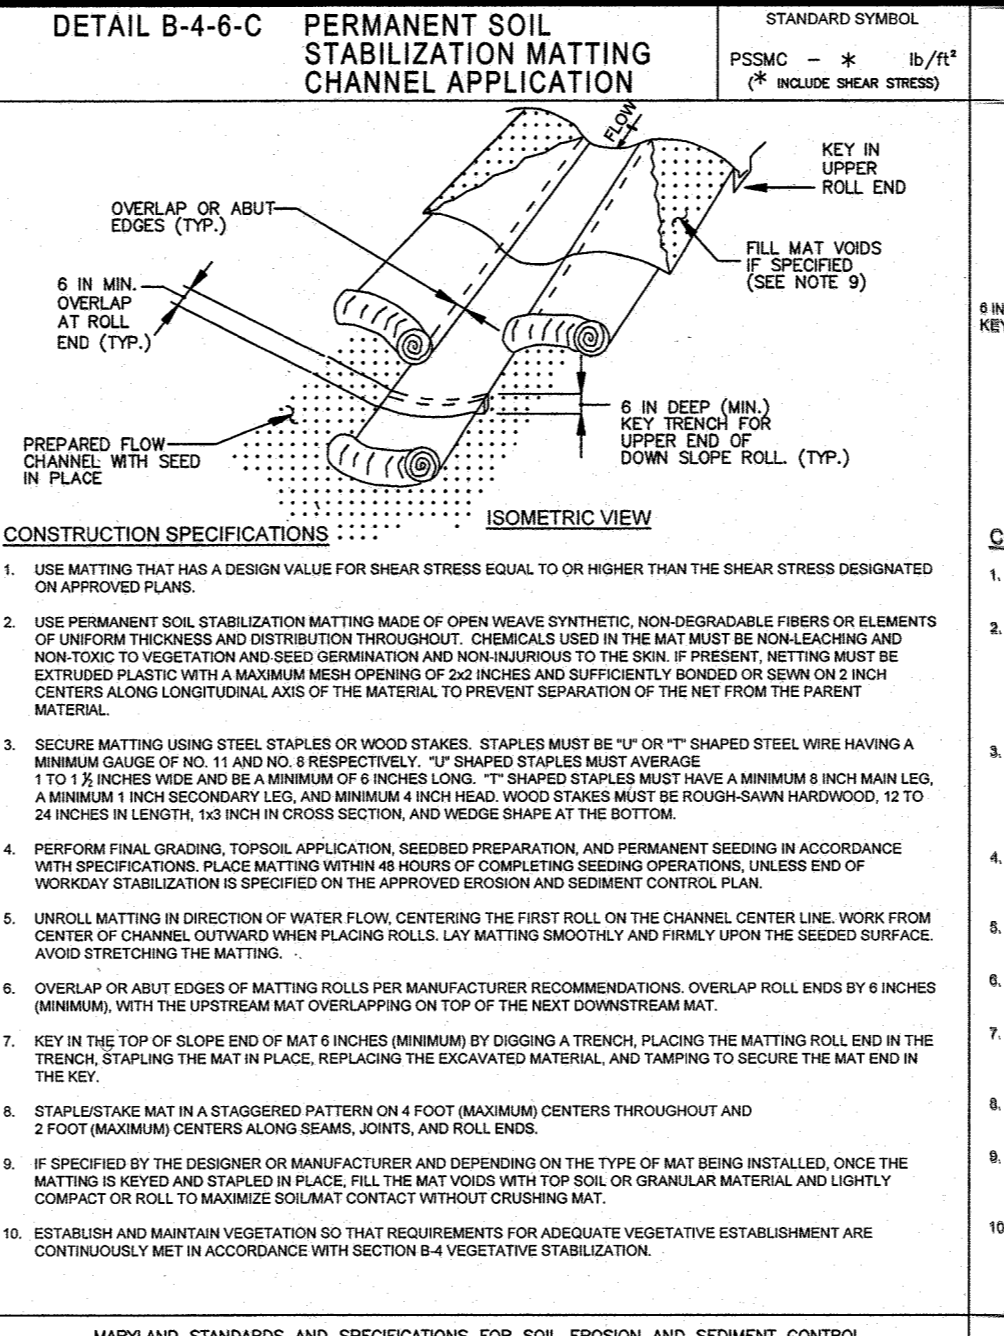 DETAIL B-4-6-C
PERMANENT SOIL
STABILIZATION MATTING
CHANNEL APPLICATION
STANDARD SYMBOL
PSSMC - * lb/ft²
(* INCLUDE SHEAR STRESS)
FLOW
KEY IN
UPPER
ROLL END
OVERLAP OR ABUT
EDGES (TYP.)
FILL MAT VOIDS
IF SPECIFIED
(SEE NOTE 9)
6 IN MIN.
OVERLAP
AT ROLL
END (TYP.)
6 IN
KEY
6 IN DEEP (MIN.)
KEY TRENCH FOR
UPPER END OF
DOWN SLOPE ROLL. (TYP.)
PREPARED FLOW
CHANNEL WITH SEED
IN PLACE
ISOMETRIC VIEW
CONSTRUCTION SPECIFICATIONS
1. USE MATTING THAT HAS A DESIGN VALUE FOR SHEAR STRESS EQUAL TO OR HIGHER THAN THE SHEAR STRESS DESIGNATED
ON APPROVED PLANS.
2. USE PERMANENT SOIL STABILIZATION MATTING MADE OF OPEN WEAVE SYNTHETIC, NON-DEGRADABLE FIBERS OR ELEMENTS
OF UNIFORM THICKNESS AND DISTRIBUTION THROUGHOUT. CHEMICALS USED IN THE MAT MUST BE NON-LEACHING AND
NON-TOXIC TO VEGETATION AND SEED GERMINATION AND NON-INJURIOUS TO THE SKIN. IF PRESENT, NETTING MUST BE
EXTRUDED PLASTIC WITH A MAXIMUM MESH OPENING OF 2x2 INCHES AND SUFFICIENTLY BONDED OR SEWN ON 2 INCH
CENTERS ALONG LONGITUDINAL AXIS OF THE MATERIAL TO PREVENT SEPARATION OF THE NET FROM THE PARENT
MATERIAL.
3. SECURE MATTING USING STEEL STAPLES OR WOOD STAKES. STAPLES MUST BE "U" OR "T" SHAPED STEEL WIRE HAVING A
MINIMUM GAUGE OF NO. 11 AND NO. 8 RESPECTIVELY. "U" SHAPED STAPLES MUST AVERAGE
1 TO 1 ½ INCHES WIDE AND BE A MINIMUM OF 6 INCHES LONG. "T" SHAPED STAPLES MUST HAVE A MINIMUM 8 INCH MAIN LEG,
A MINIMUM 1 INCH SECONDARY LEG, AND MINIMUM 4 INCH HEAD. WOOD STAKES MUST BE ROUGH-SAWN HARDWOOD, 12 TO
24 INCHES IN LENGTH, 1x3 INCH IN CROSS SECTION, AND WEDGE SHAPE AT THE BOTTOM.
4. PERFORM FINAL GRADING, TOPSOIL APPLICATION, SEEDBED PREPARATION, AND PERMANENT SEEDING IN ACCORDANCE
WITH SPECIFICATIONS. PLACE MATTING WITHIN 48 HOURS OF COMPLETING SEEDING OPERATIONS, UNLESS END OF
WORKDAY STABILIZATION IS SPECIFIED ON THE APPROVED EROSION AND SEDIMENT CONTROL PLAN.
5. UNROLL MATTING IN DIRECTION OF WATER FLOW, CENTERING THE FIRST ROLL ON THE CHANNEL CENTER LINE. WORK FROM
CENTER OF CHANNEL OUTWARD WHEN PLACING ROLLS. LAY MATTING SMOOTHLY AND FIRMLY UPON THE SEEDED SURFACE.
AVOID STRETCHING THE MATTING.
6. OVERLAP OR ABUT EDGES OF MATTING ROLLS PER MANUFACTURER RECOMMENDATIONS. OVERLAP ROLL ENDS BY 6 INCHES
(MINIMUM), WITH THE UPSTREAM MAT OVERLAPPING ON TOP OF THE NEXT DOWNSTREAM MAT.
7. KEY IN THE TOP OF SLOPE END OF MAT 6 INCHES (MINIMUM) BY DIGGING A TRENCH, PLACING THE MATTING ROLL END IN THE
TRENCH, STAPLING THE MAT IN PLACE, REPLACING THE EXCAVATED MATERIAL, AND TAMPING TO SECURE THE MAT END IN
THE KEY.
8. STAPLE/STAKE MAT IN A STAGGERED PATTERN ON 4 FOOT (MAXIMUM) CENTERS THROUGHOUT AND
2 FOOT (MAXIMUM) CENTERS ALONG SEAMS, JOINTS, AND ROLL ENDS.
9. IF SPECIFIED BY THE DESIGNER OR MANUFACTURER AND DEPENDING ON THE TYPE OF MAT BEING INSTALLED, ONCE THE
MATTING IS KEYED AND STAPLED IN PLACE, FILL THE MAT VOIDS WITH TOP SOIL OR GRANULAR MATERIAL AND LIGHTLY
COMPACT OR ROLL TO MAXIMIZE SOIL/MAT CONTACT WITHOUT CRUSHING MAT.
10. ESTABLISH AND MAINTAIN VEGETATION SO THAT REQUIREMENTS FOR ADEQUATE VEGETATIVE ESTABLISHMENT ARE
CONTINUOUSLY MET IN ACCORDANCE WITH SECTION B-4 VEGETATIVE STABILIZATION.
C
1.
2.
3.
4.
5.
6.
7.
8.
9.
10
MARYLAND STANDARDS AND SPECIFICATIONS FOR SOIL EROSION AND SEDIMENT CONTROL